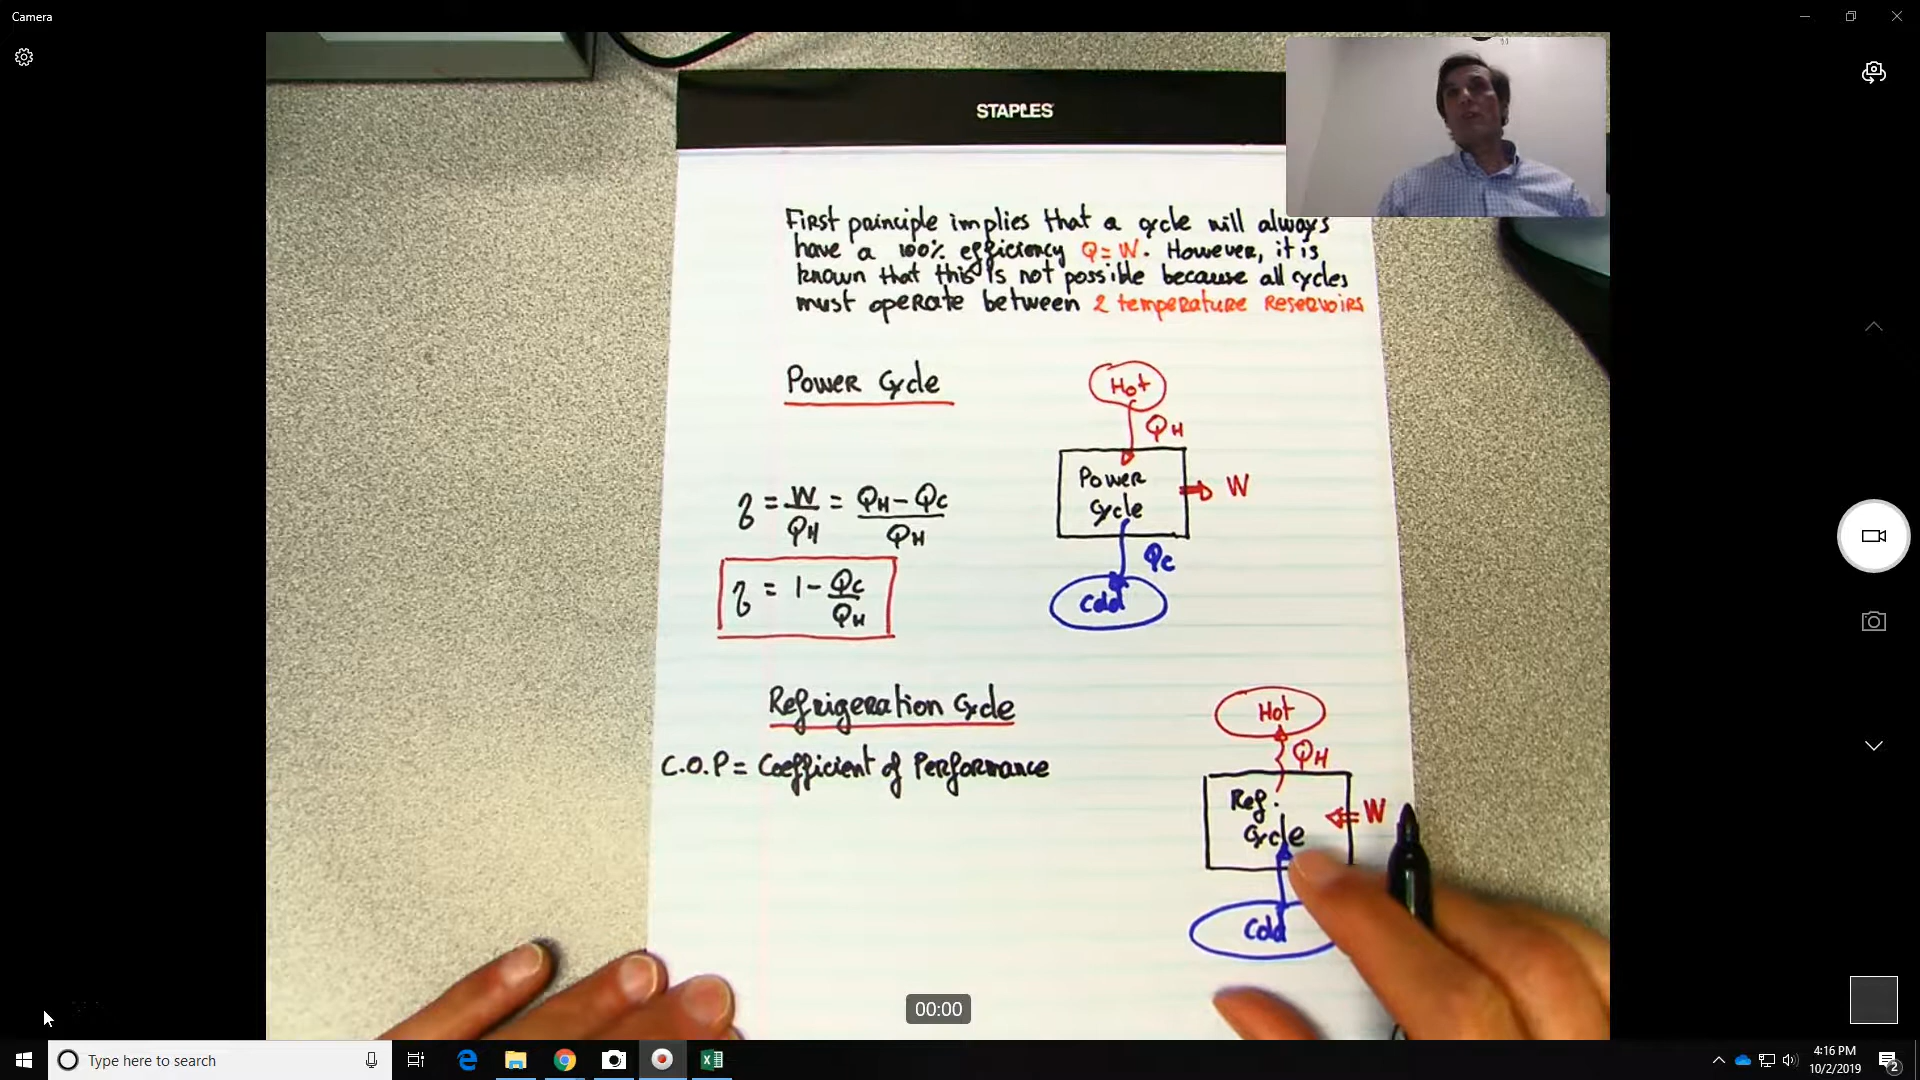 Camera
STAPLES
First principle implies that a cycle will always
have a 100% efficiency Q = W. However, it is
known that this is not possible because all cycles
must operate between 2 temperature Reservoirs
Power Cycle
Hot
QH
Power
Cycle
W
QC
Cold
η = W/QH = QH - QC/QH
η = 1 - QC/QH
Refrigeration Cycle
C.O.P = Coefficient of Performance
Hot
QH
Ref.
Cycle
W
Cold
00:00
Type here to search
4:16 PM
10/2/2019
2